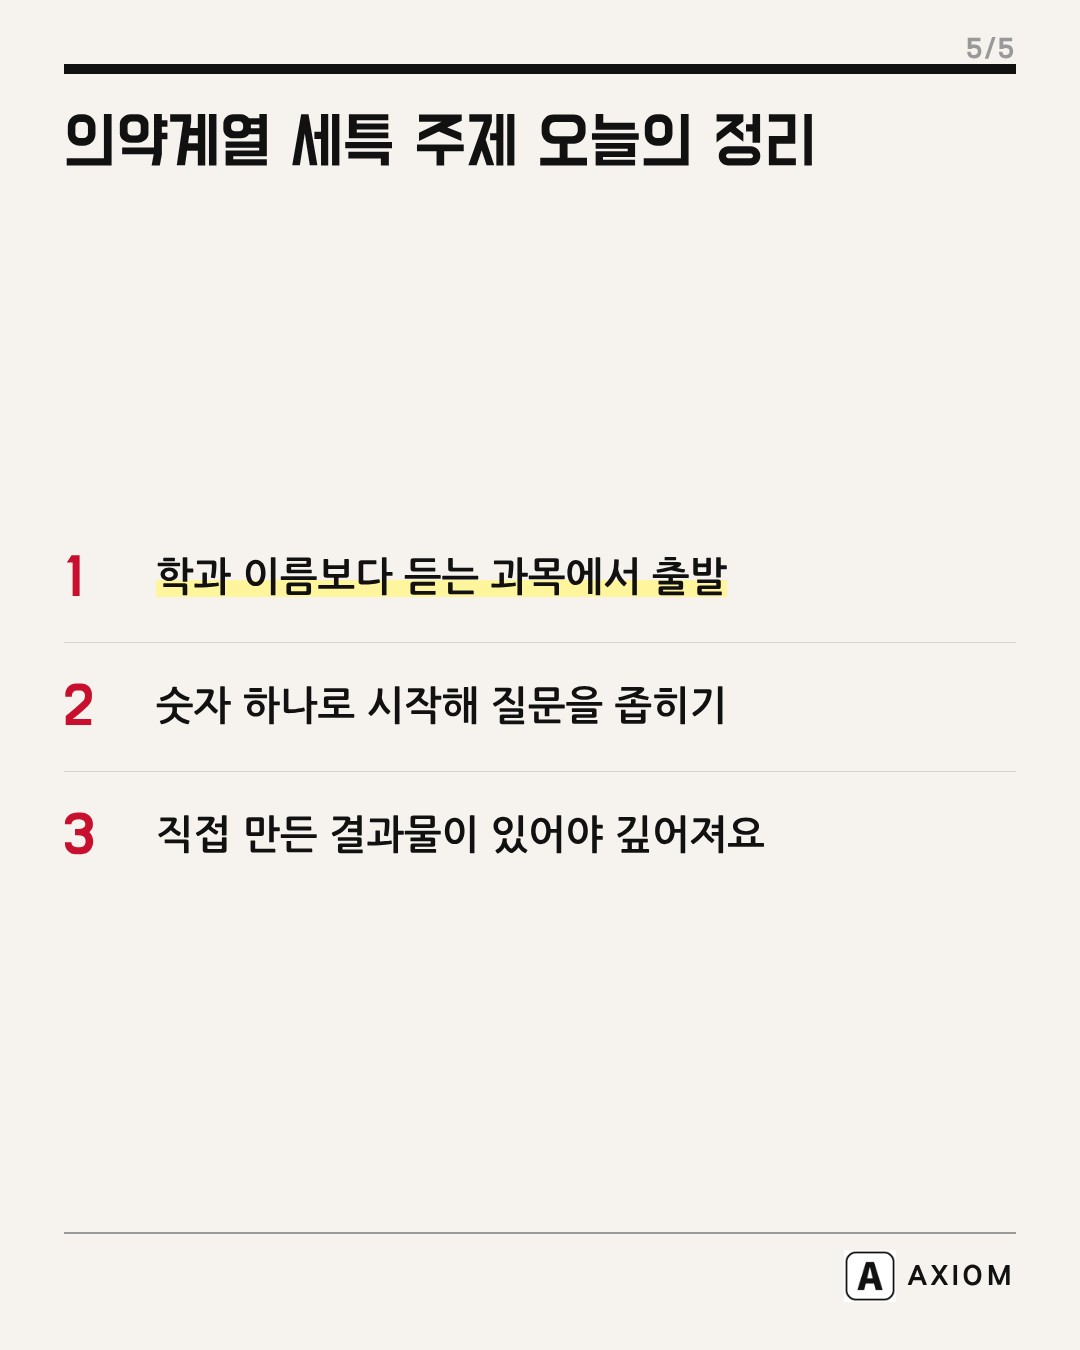 5/5
의약계열 세특 주제 오늘의 정리
1 학과 이름보다 듣는 과목에서 출발
2 숫자 하나로 시작해 질문을 좁히기
3 직접 만든 결과물이 있어야 깊어져요
A AXIOM